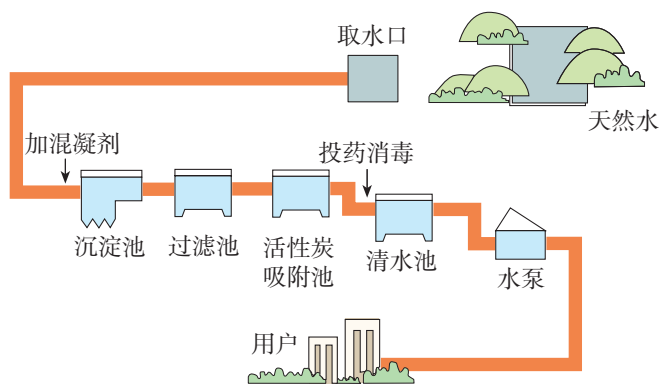 取水口
天然水
加混凝剂
投药消毒
沉淀池
过滤池
活性炭
吸附池
清水池
水泵
用户